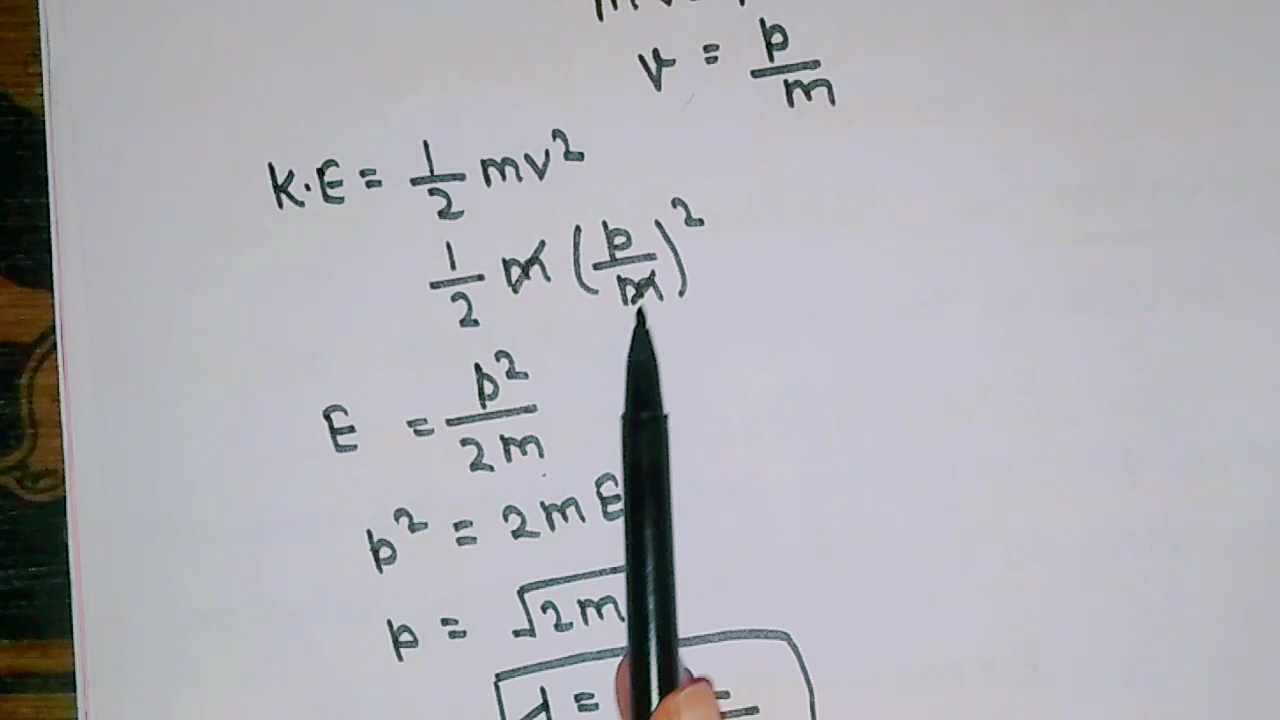 v = p/m
K.E = 1/2 mv²
1/2 m (p/m)²
E = p²/2m
p² = 2mE
p = √2m
λ =